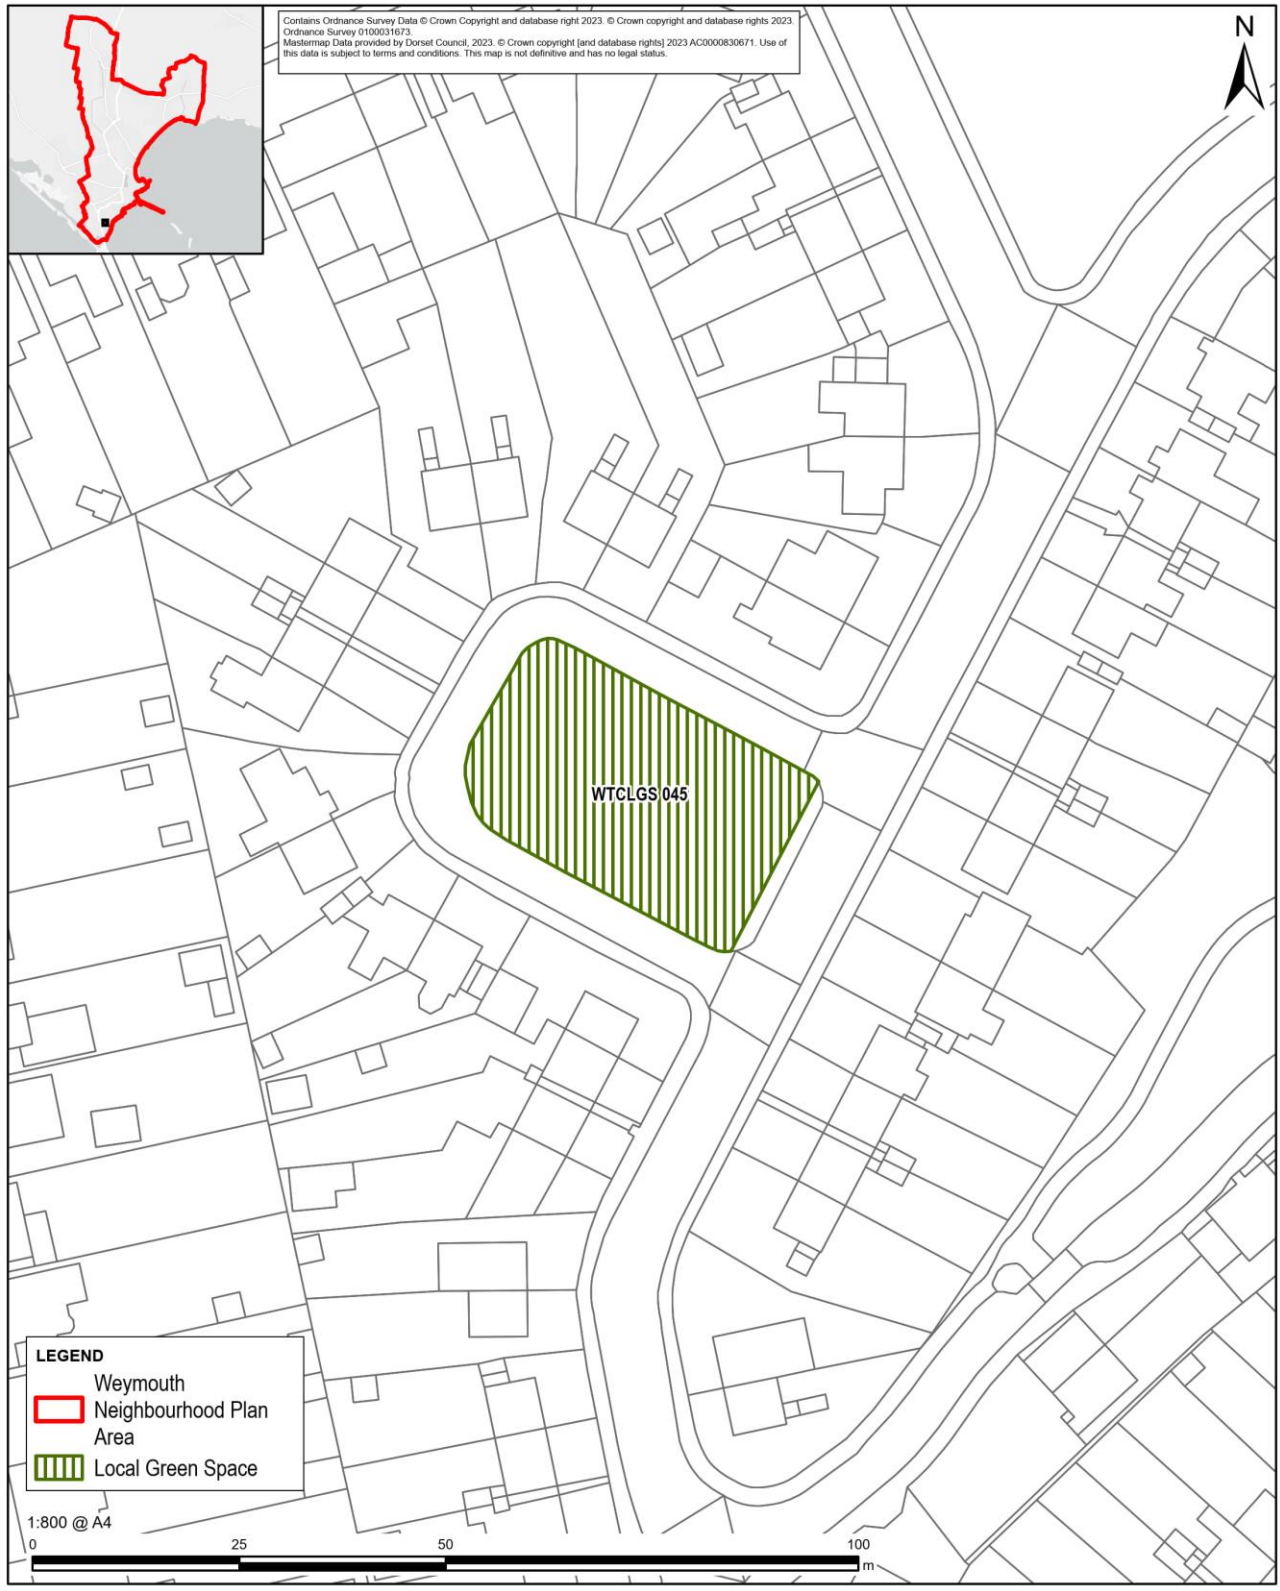 Contains Ordnance Survey Data © Crown Copyright and database right 2023. © Crown copyright and database rights 2023.
Ordnance Survey 0100031673.
Mastermap Data provided by Dorset Council, 2023. © Crown copyright [and database rights] 2023 AC0000830671. Use of
this data is subject to terms and conditions. This map is not definitive and has no legal status.
N
WTCLGS 045
LEGEND
Weymouth
Neighbourhood Plan
Area
Local Green Space
1:800 @ A4
0 25 50 100
m